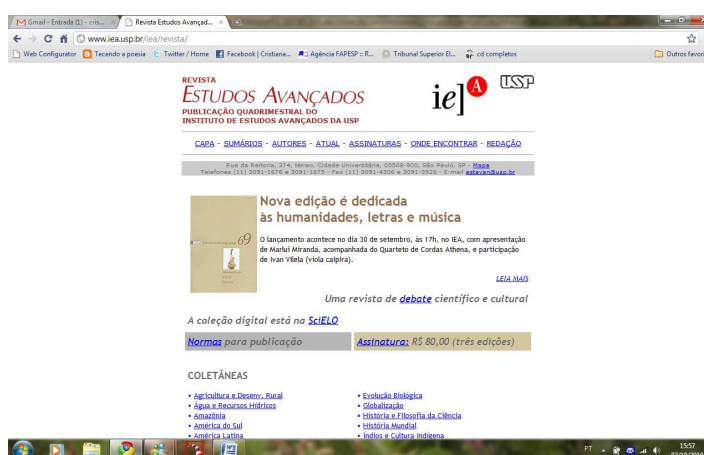 Gmail - Entrada (1) - cris...
Revista Estudos Avançad...
www.iea.usp.br/iea/revista/
Web Configurator
Tecendo a poesia
Twitter / Home
Facebook | Cristiane...
Agência FAPESP :: R...
Tribunal Superior El...
cd completos
Outros favori
REVISTA
ESTUDOS AVANÇADOS
PUBLICAÇÃO QUADRIMESTRAL DO
INSTITUTO DE ESTUDOS AVANÇADOS DA USP
ie]A
USP
CAPA - SUMÁRIOS - AUTORES - ATUAL - ASSINATURAS - ONDE ENCONTRAR - REDAÇÃO
Rua da Reitoria, 374, térreo, Cidade Universitária, 05508-900, São Paulo, SP - Mapa
Telefones (11) 3091-1676 e 3091-1675 - Fax (11) 3091-4306 e 3091-3926 - E-mail estavan@usp.br
69
Nova edição é dedicada
às humanidades, letras e música
O lançamento acontece no dia 30 de setembro, às 17h, no IEA, com apresentação
de Marlui Miranda, acompanhada do Quarteto de Cordas Athena, e participação
de Ivan Vilela (viola caipira).
LEIA MAIS
Uma revista de debate científico e cultural
A coleção digital está na SciELO
Normas para publicação
Assinatura: R$ 80,00 (três edições)
COLETÂNEAS
• Agricultura e Desenv. Rural
• Água e Recursos Hídricos
• Amazônia
• América do Sul
• América Latina
• Evolução Biológica
• Globalização
• História e Filosofia da Ciência
• História Mundial
• Índios e Cultura Indígena
PT
15:57